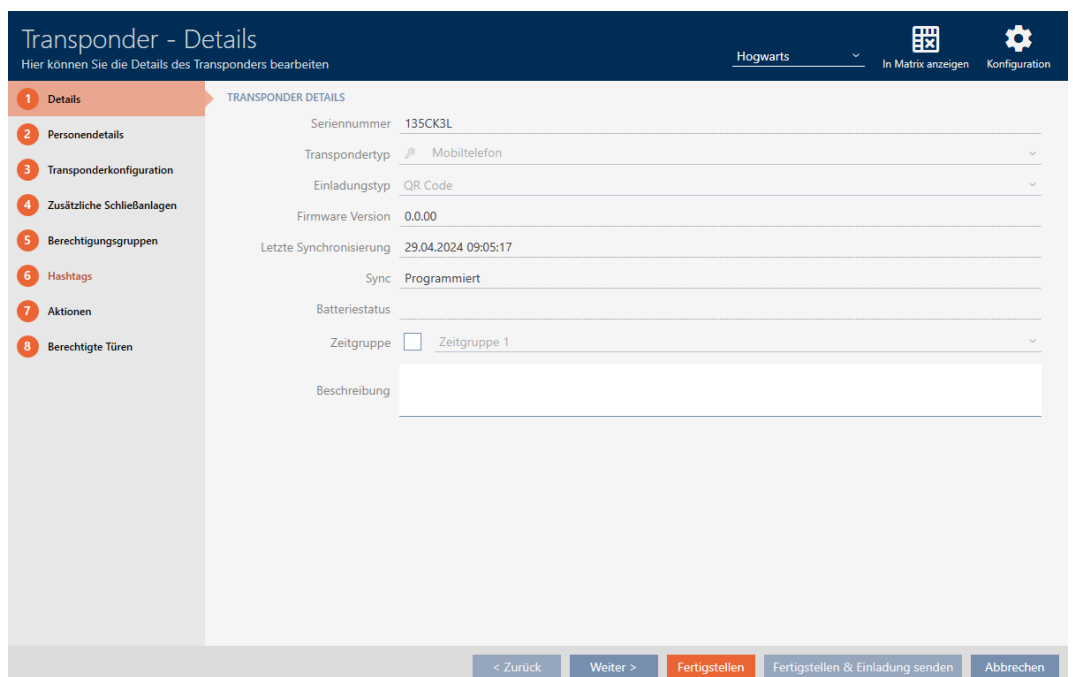 Transponder - Details
Hier können Sie die Details des Transponders bearbeiten
Hogwarts
In Matrix anzeigen
Konfiguration
1 Details
2 Personendetails
3 Transponderkonfiguration
4 Zusätzliche Schließanlagen
5 Berechtigungsgruppen
6 Hashtags
7 Aktionen
8 Berechtigte Türen
TRANSPONDER DETAILS
Seriennummer 135CK3L
Transpondertyp Mobiltelefon
Einladungstyp QR Code
Firmware Version 0.0.00
Letzte Synchronisierung 29.04.2024 09:05:17
Sync Programmiert
Batteriestatus
Zeitgruppe Zeitgruppe 1
Beschreibung
< Zurück
Weiter >
Fertigstellen
Fertigstellen & Einladung senden
Abbrechen